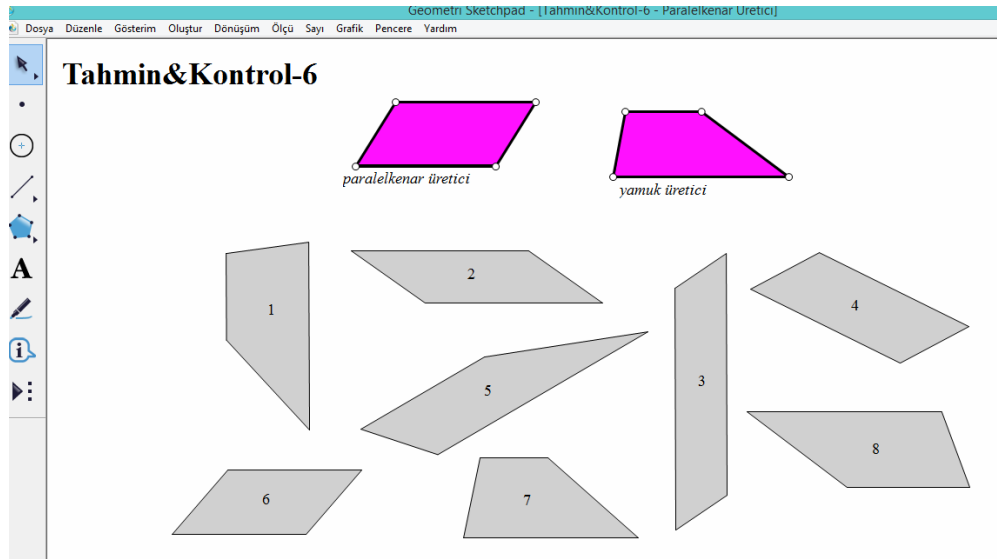 Geometri Sketchpad - [Tahmin&Kontrol-6 - Paralelkenar Üretici]
Dosya Düzenle Gösterim Oluştur Dönüşüm Ölçü Sayı Grafik Pencere Yardım
Tahmin&Kontrol-6
paralelkenar üretici
yamuk üretici
1
2
3
4
5
6
7
8
A